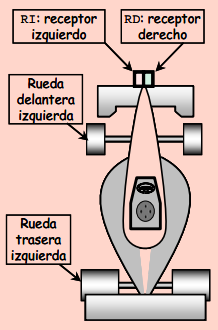 RI: receptor
izquierdo
RD: receptor
derecho
Rueda
delantera
izquierda
Rueda
trasera
izquierda